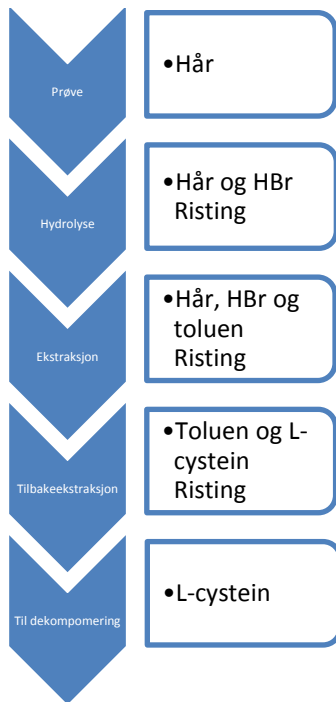 Prøve
•Hår
Hydrolyse
•Hår og HBr
Risting
Ekstraksjon
•Hår, HBr og
toluen
Risting
Tilbakeekstraksjon
•Toluen og L-
cystein
Risting
Til dekompomering
•L-cystein